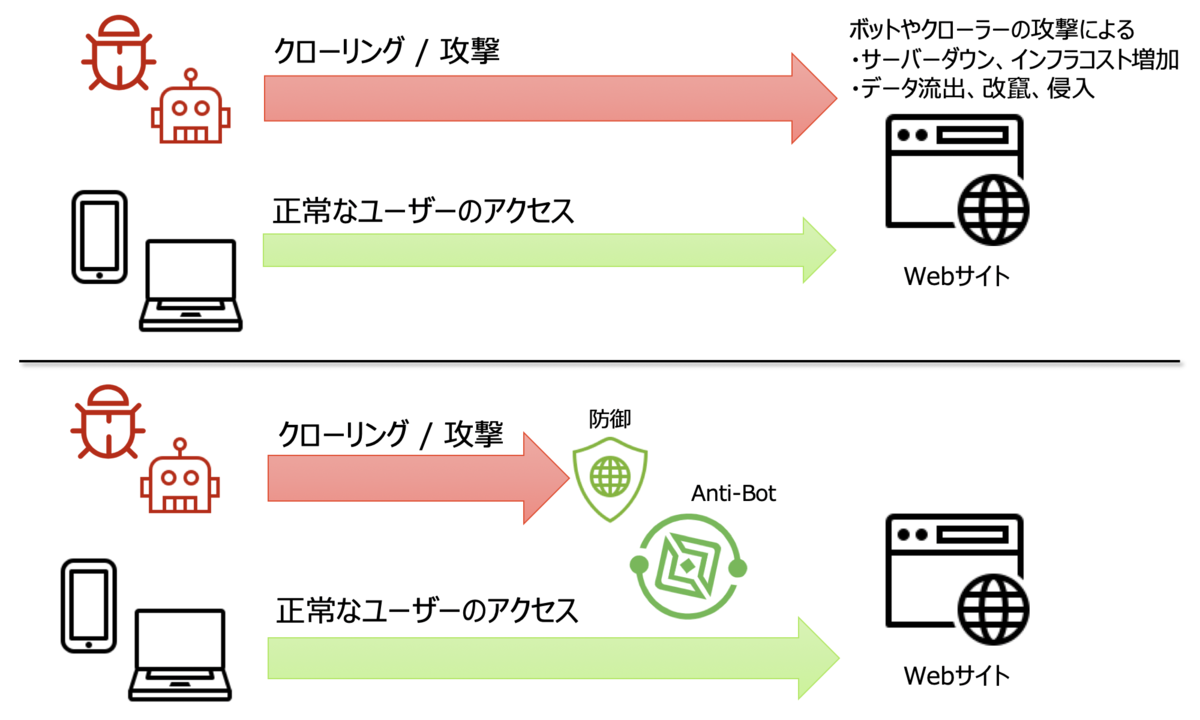 クローリング / 攻撃
ボットやクローラーの攻撃による
・サーバーダウン、インフラコスト増加
・データ流出、改竄、侵入
正常なユーザーのアクセス
Webサイト
クローリング / 攻撃
防御
Anti-Bot
正常なユーザーのアクセス
Webサイト